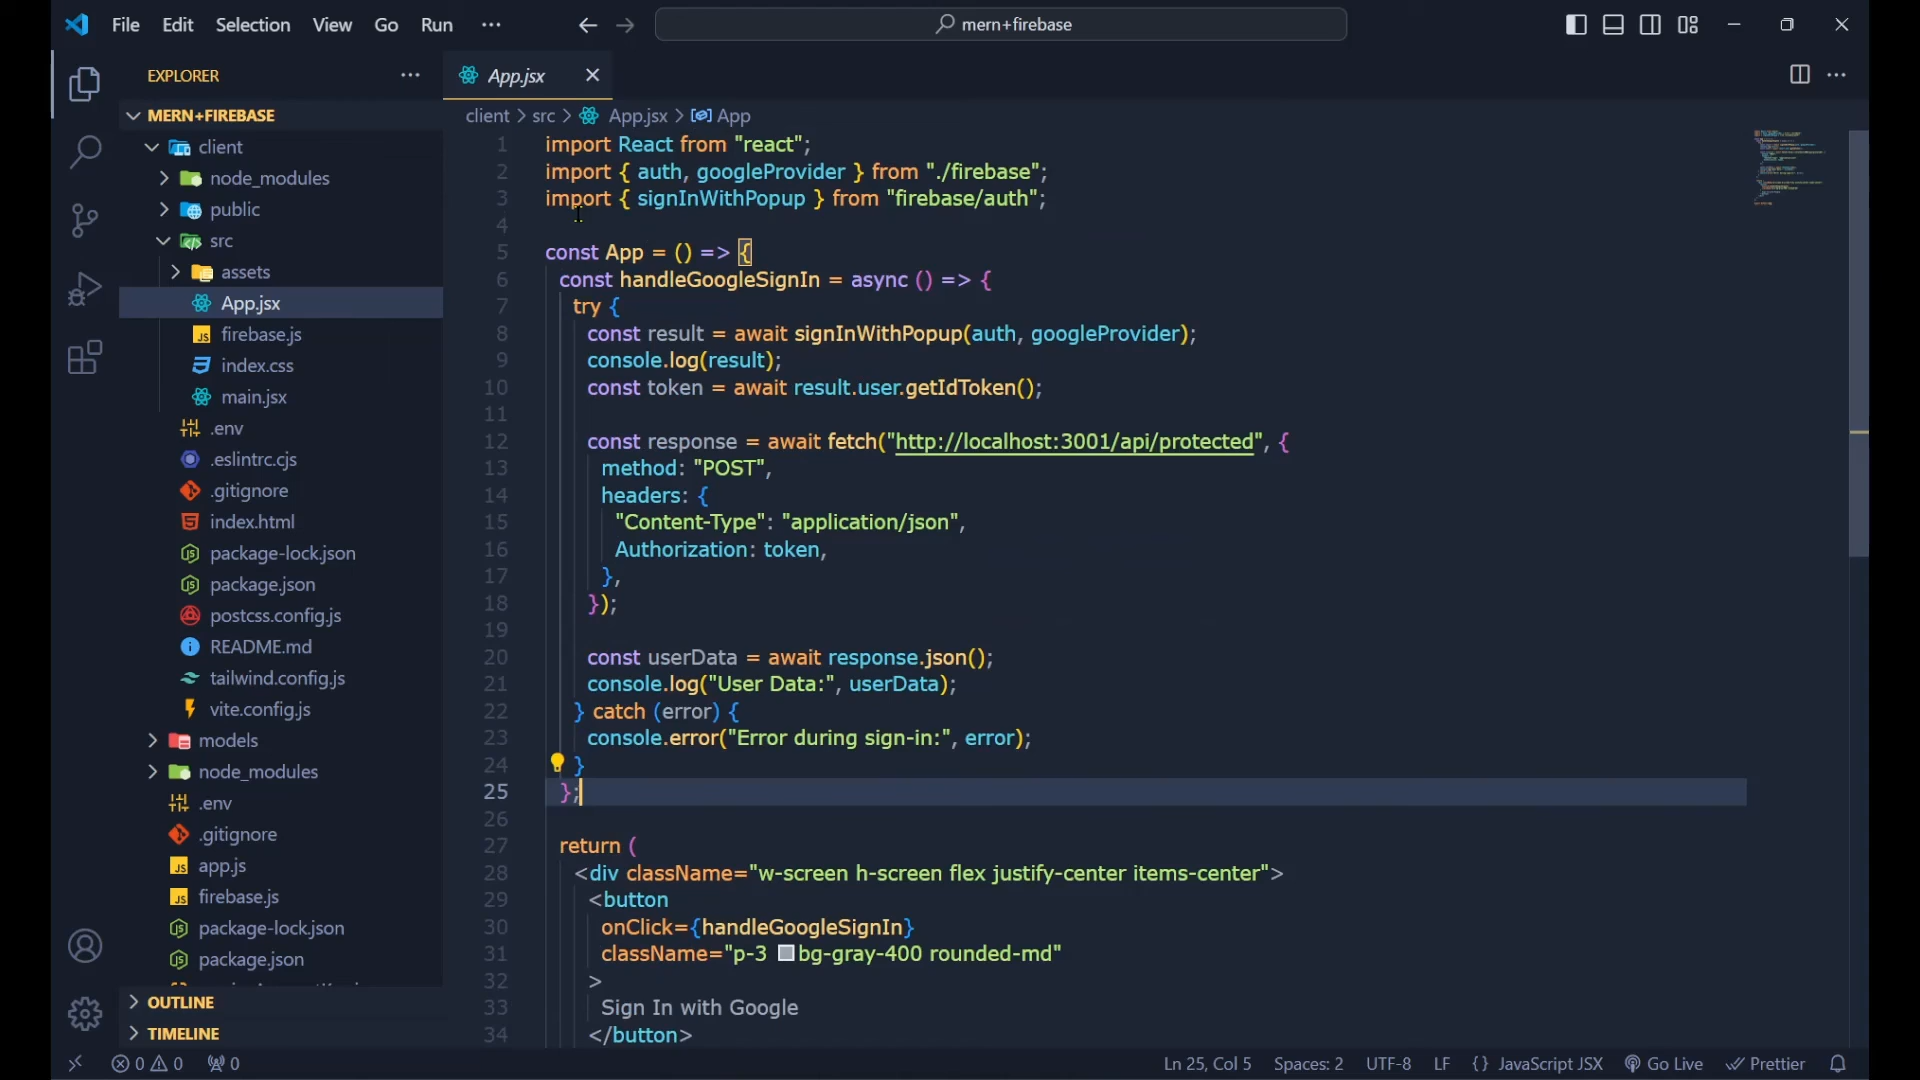 File Edit Selection View Go Run ···
mern+firebase
EXPLORER
MERN+FIREBASE
client
node_modules
public
src
assets
App.jsx
firebase.js
index.css
main.jsx
.env
.eslintrc.cjs
.gitignore
index.html
package-lock.json
package.json
postcss.config.js
README.md
tailwind.config.js
vite.config.js
models
node_modules
.env
.gitignore
app.js
firebase.js
package-lock.json
package.json
OUTLINE
TIMELINE
App.jsx
client > src > App.jsx > App
1 import React from "react";
2 import { auth, googleProvider } from "./firebase";
3 import { signInWithPopup } from "firebase/auth";
4
5 const App = () => {
6 const handleGoogleSignIn = async () => {
7 try {
8 const result = await signInWithPopup(auth, googleProvider);
9 console.log(result);
10 const token = await result.user.getIdToken();
11
12 const response = await fetch("http://localhost:3001/api/protected", {
13 method: "POST",
14 headers: {
15 "Content-Type": "application/json",
16 Authorization: token,
17 },
18 });
19
20 const userData = await response.json();
21 console.log("User Data:", userData);
22 } catch (error) {
23 console.error("Error during sign-in:", error);
24 }
25 };
26
27 return (
28 <div className="w-screen h-screen flex justify-center items-center">
29 <button
30 onClick={handleGoogleSignIn}
31 className="p-3 bg-gray-400 rounded-md"
32 >
33 Sign In with Google
34 </button>
0 0 0
Ln 25, Col 5 Spaces: 2 UTF-8 LF {} JavaScript JSX Go Live Prettier